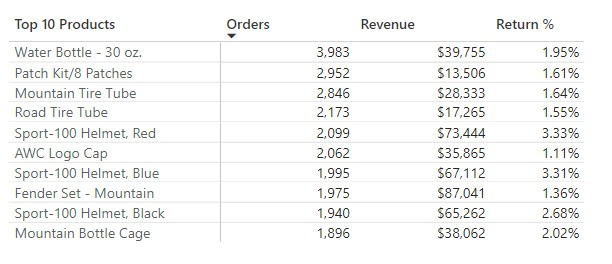 Top 10 Products Orders Revenue Return %
Water Bottle - 30 oz. 3,983 $39,755 1.95%
Patch Kit/8 Patches 2,952 $13,506 1.61%
Mountain Tire Tube 2,846 $28,333 1.64%
Road Tire Tube 2,173 $17,265 1.55%
Sport-100 Helmet, Red 2,099 $73,444 3.33%
AWC Logo Cap 2,062 $35,865 1.11%
Sport-100 Helmet, Blue 1,995 $67,112 3.31%
Fender Set - Mountain 1,975 $87,041 1.36%
Sport-100 Helmet, Black 1,940 $65,262 2.68%
Mountain Bottle Cage 1,896 $38,062 2.02%